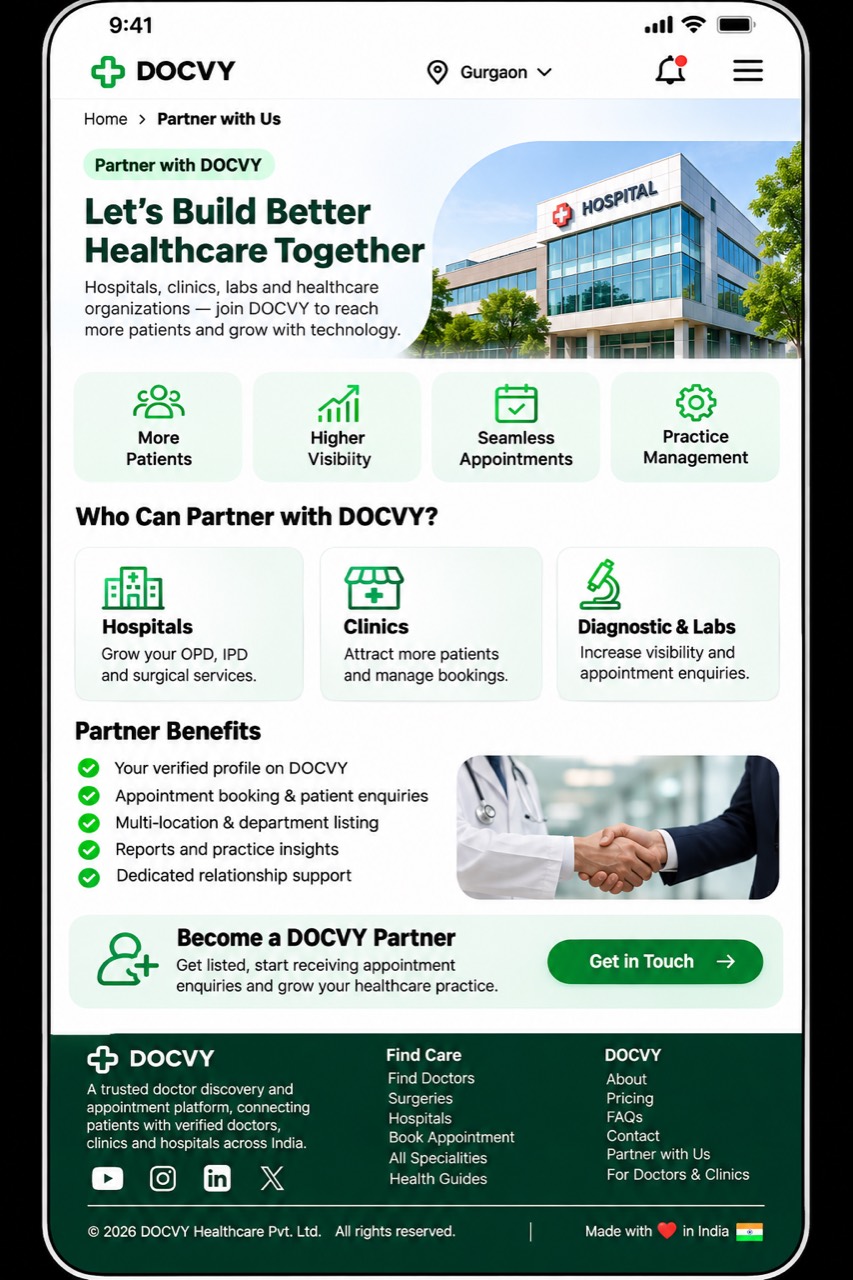 9:41
DOCVY
Gurgaon
Home > Partner with Us
Partner with DOCVY
Let's Build Better
Healthcare Together
Hospitals, clinics, labs and healthcare
organizations — join DOCVY to reach
more patients and grow with technology.
HOSPITAL
More
Patients
Higher
Visibiity
Seamless
Appointments
Practice
Management
Who Can Partner with DOCVY?
Hospitals
Grow your OPD, IPD
and surgical services.
Clinics
Attract more patients
and manage bookings.
Diagnostic & Labs
Increase visibility and
appointment enquiries.
Partner Benefits
Your verified profile on DOCVY
Appointment booking & patient enquiries
Multi-location & department listing
Reports and practice insights
Dedicated relationship support
Become a DOCVY Partner
Get listed, start receiving appointment
enquiries and grow your healthcare practice.
Get in Touch →
DOCVY
A trusted doctor discovery and
appointment platform, connecting
patients with verified doctors,
clinics and hospitals across India.
Find Care
Find Doctors
Surgeries
Hospitals
Book Appointment
All Specialities
Health Guides
DOCVY
About
Pricing
FAQs
Contact
Partner with Us
For Doctors & Clinics
© 2026 DOCVY Healthcare Pvt. Ltd. All rights reserved. | Made with ❤️ in India 🇮🇳